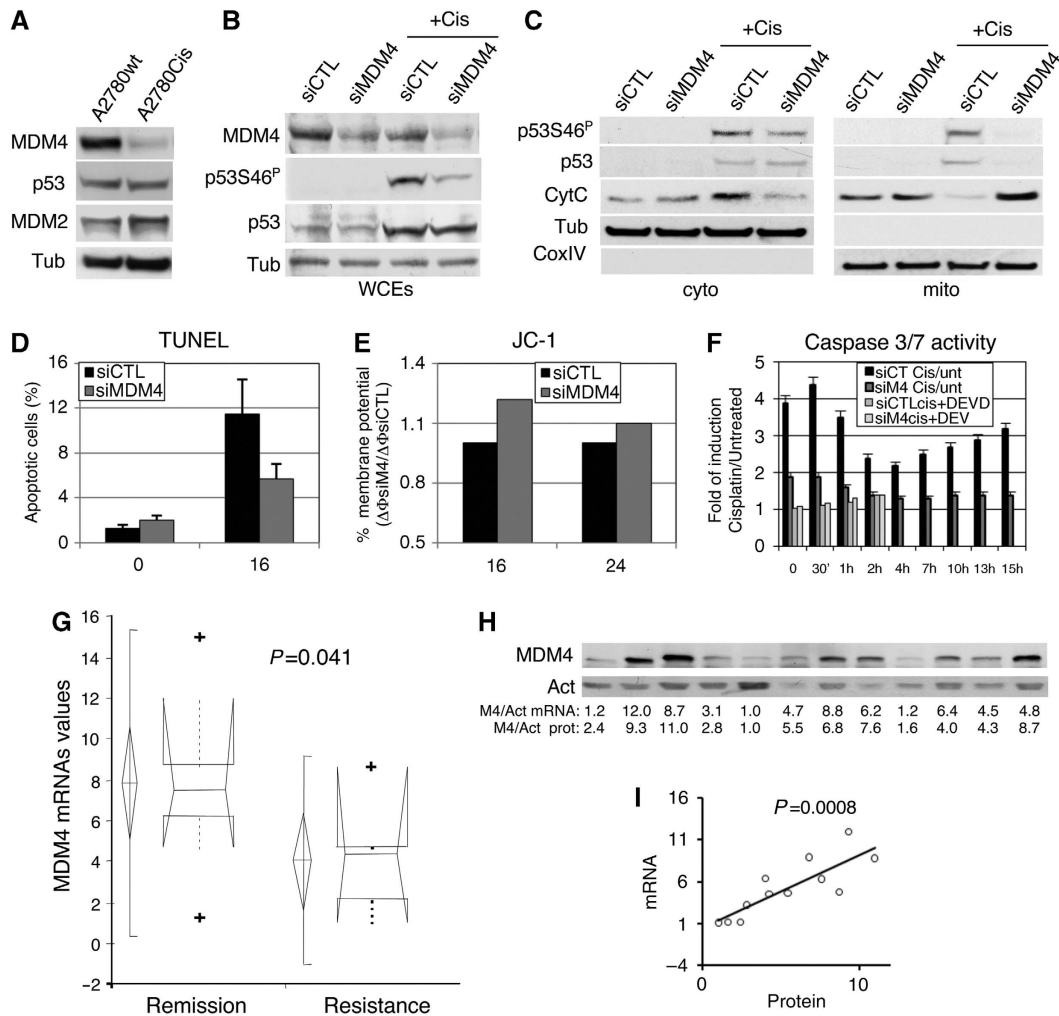 A
A2780wt
A2780Cis
MDM4
p53
MDM2
Tub
B
+Cis
siCTL
siMDM4
siCTL
siMDM4
MDM4
p53S46P
p53
Tub
WCEs
C
+Cis
+Cis
siCTL
siMDM4
siCTL
siMDM4
siCTL
siMDM4
siCTL
siMDM4
p53S46P
p53
CytC
Tub
CoxIV
cyto
mito
D
TUNEL
siCTL
siMDM4
Apoptotic cells (%)
16
12
8
4
0
0
16
E
JC-1
siCTL
siMDM4
% membrane potential
(ΔΦsiM4/ΔΦsiCTL)
1.4
1.1
0.8
0.5
16
24
F
Caspase 3/7 activity
siCT Cis/unt
siM4 Cis/unt
siCTLcis+DEVD
siM4cis+DEV
Fold of induction
Cisplatin/Untreated
5
4
3
2
1
0
0 30' 1h 2h 4h 7h 10h 13h 15h
G
P=0.041
MDM4 mRNAs values
16
14
12
10
8
6
4
2
0
−2
Remission
Resistance
H
MDM4
Act
M4/Act mRNA: 1.2 12.0 8.7 3.1 1.0 4.7 8.8 6.2 1.2 6.4 4.5 4.8
M4/Act prot: 2.4 9.3 11.0 2.8 1.0 5.5 6.8 7.6 1.6 4.0 4.3 8.7
I
P=0.0008
mRNA
16
11
6
1
−4
0
10
Protein